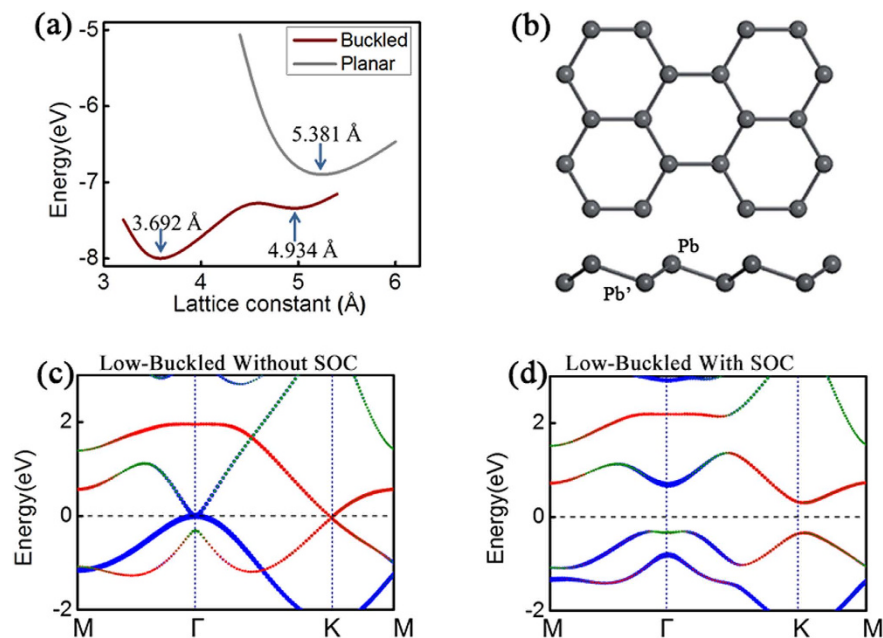 (a)
-5
-6
-7
-8
Energy(eV)
Buckled
Planar
5.381 Å
3.692 Å
4.934 Å
3 4 5 6
Lattice constant (Å)
(b)
Pb
Pb'
Low-Buckled Without SOC
(c)
2
0
-2
Energy(eV)
M Γ K M
Low-Buckled With SOC
(d)
2
0
-2
Energy(eV)
M Γ K M